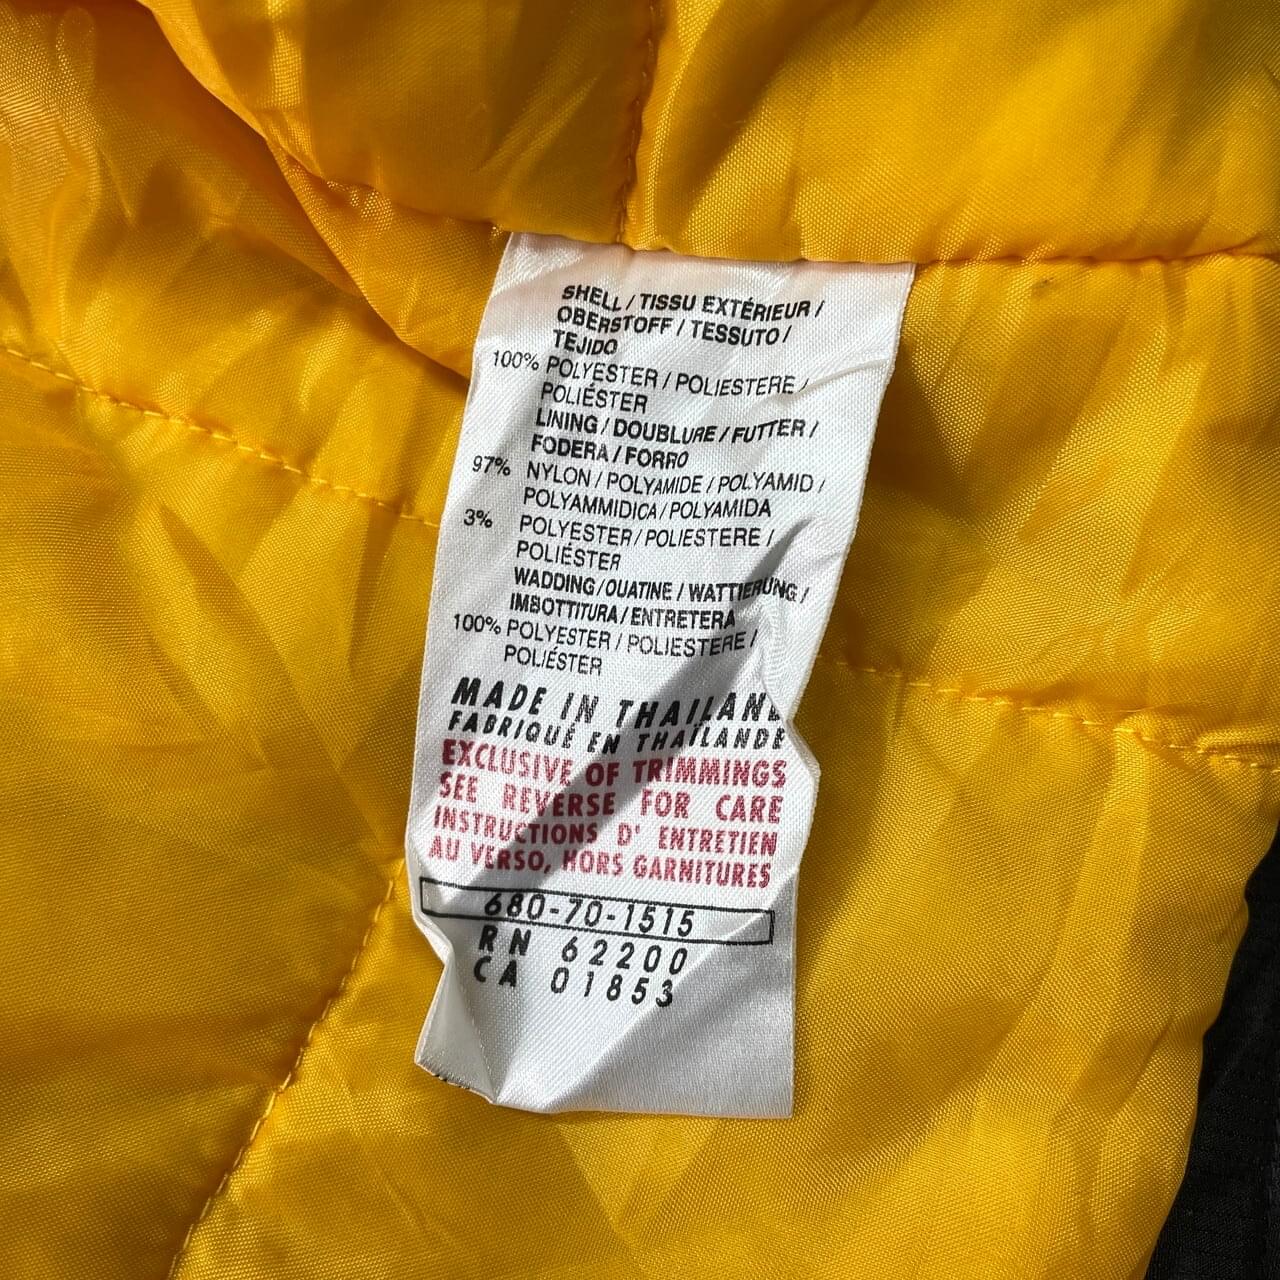 SHELL / TISSU EXTÉRIEUR /
OBERSTOFF / TESSUTO /
TEJIDO
100% POLYESTER / POLIESTERE /
POLIÉSTER
LINING / DOUBLURE / FUTTER /
FODERA / FORRO
97% NYLON / POLYAMIDE / POLYAMID /
POLYAMMIDICA / POLYAMIDA
3% POLYESTER / POLIESTERE /
POLIÉSTER
WADDING / OUATINE / WATTIERUNG /
IMBOTTITURA / ENTRETERA
100% POLYESTER / POLIESTERE /
POLIÉSTER
MADE IN THAILAND
FABRIQUÉ EN THAÏLANDE
EXCLUSIVE OF TRIMMINGS
SEE REVERSE FOR CARE
INSTRUCTIONS D' ENTRETIEN
AU VERSO, HORS GARNITURES
680-70-1515
RN 62200
CA 01853